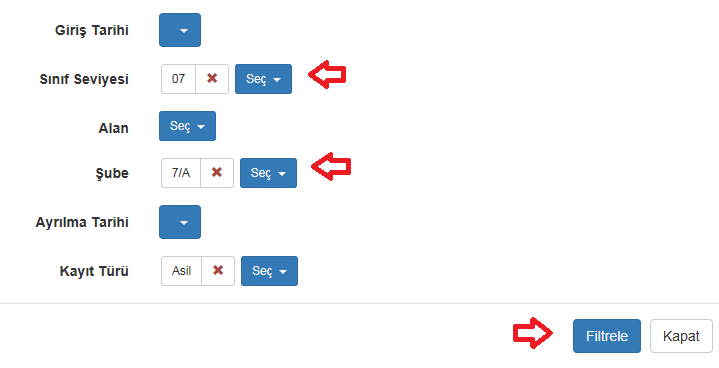 Giriş Tarihi
Sınıf Seviyesi 07 ✖ Seç
Alan Seç
Şube 7/A ✖ Seç
Ayrılma Tarihi
Kayıt Türü Asil ✖ Seç
Filtrele Kapat